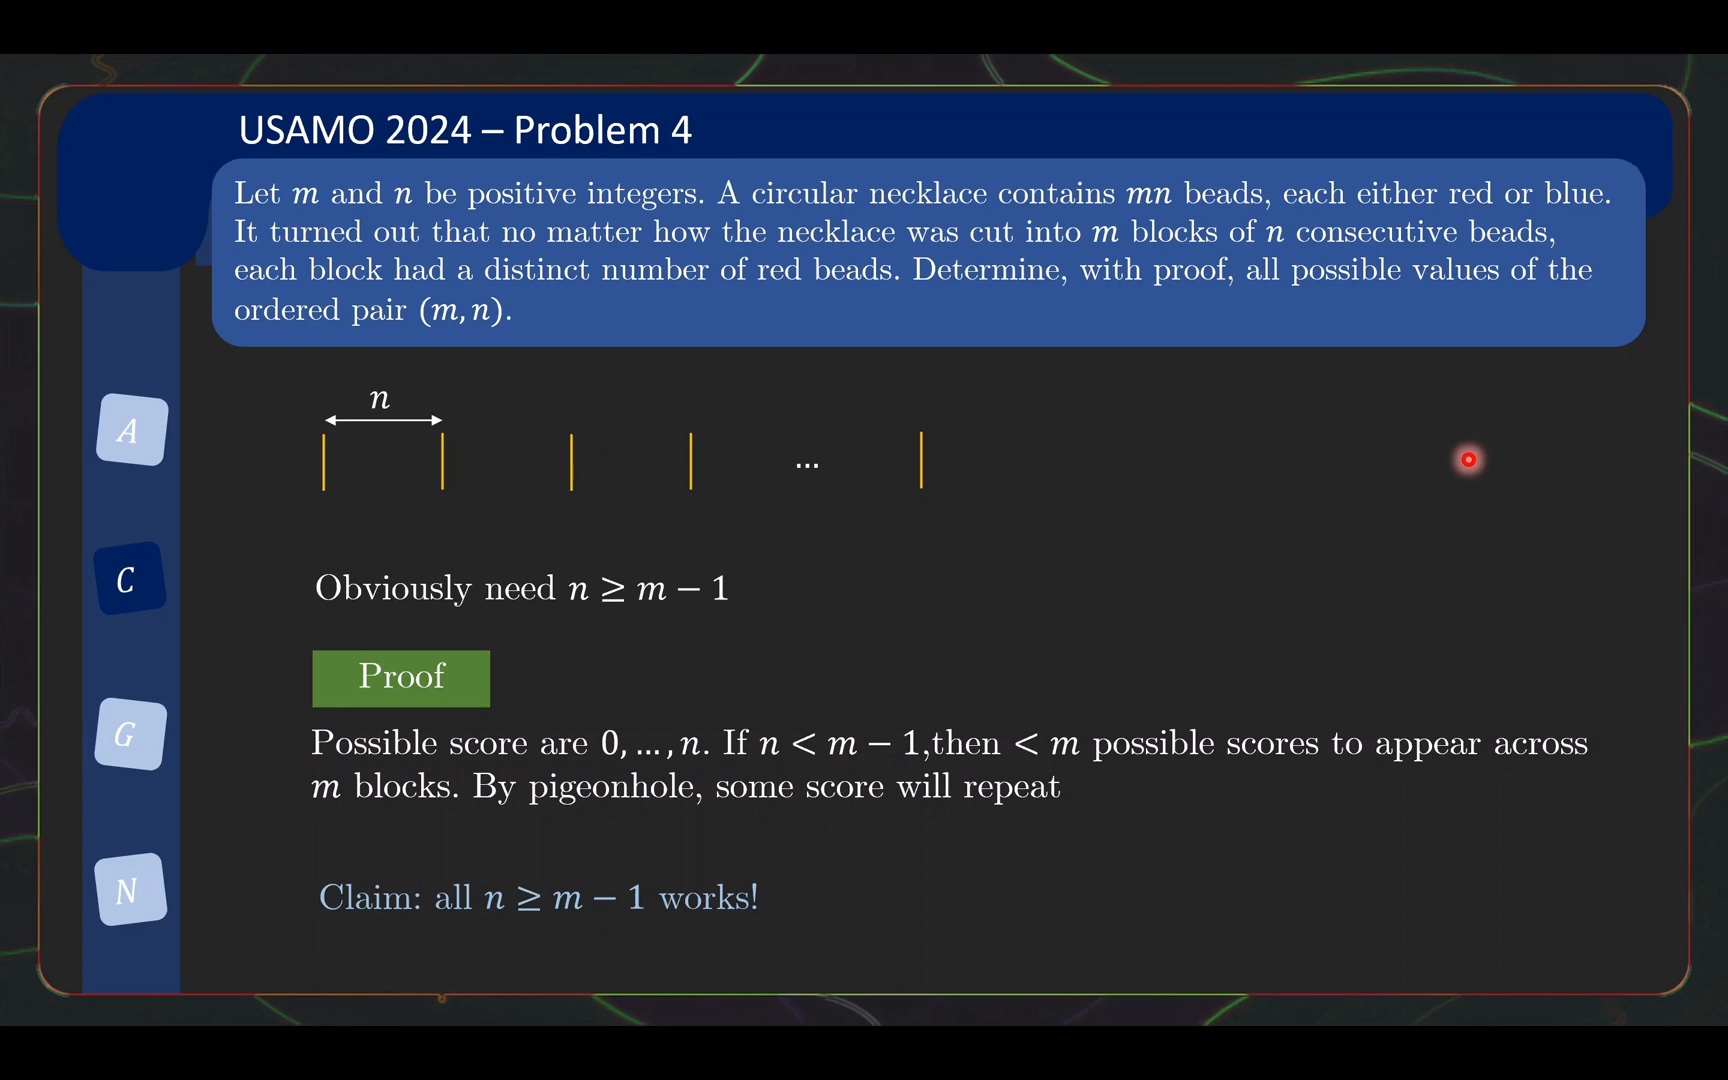 USAMO 2024 – Problem 4
Let m and n be positive integers. A circular necklace contains mn beads, each either red or blue.
It turned out that no matter how the necklace was cut into m blocks of n consecutive beads,
each block had a distinct number of red beads. Determine, with proof, all possible values of the
ordered pair (m, n).
n
...
A
C
Obviously need n ≥ m − 1
Proof
G
Possible score are 0, ..., n. If n < m − 1,then < m possible scores to appear across
m blocks. By pigeonhole, some score will repeat
N
Claim: all n ≥ m − 1 works!